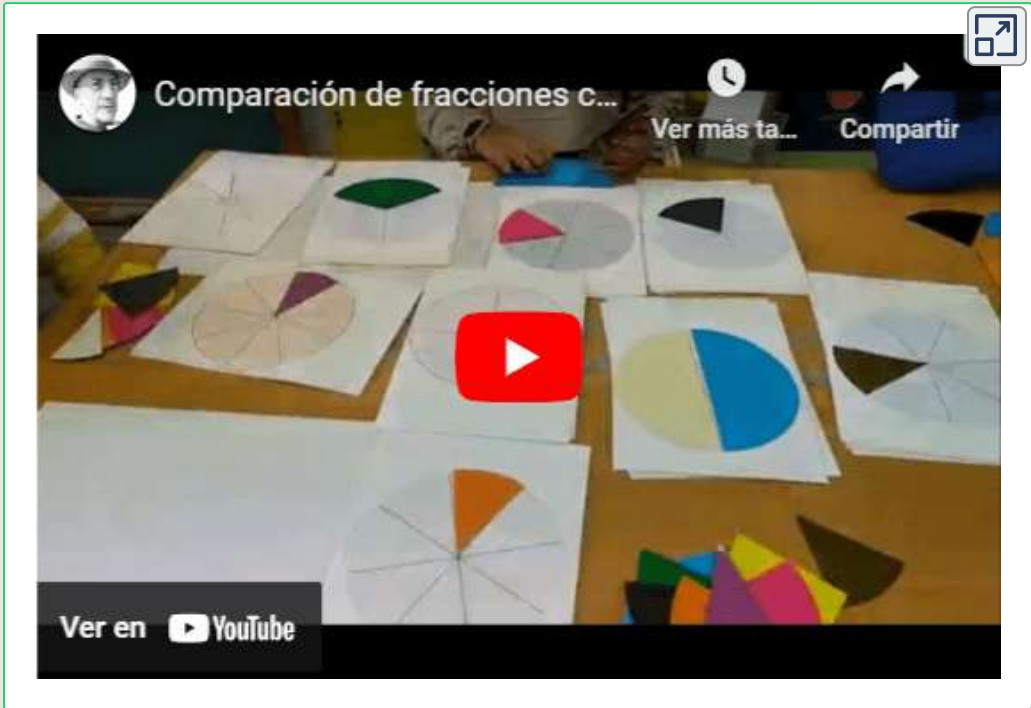 Comparación de fracciones c...
Ver más ta...
Compartir
Ver en YouTube